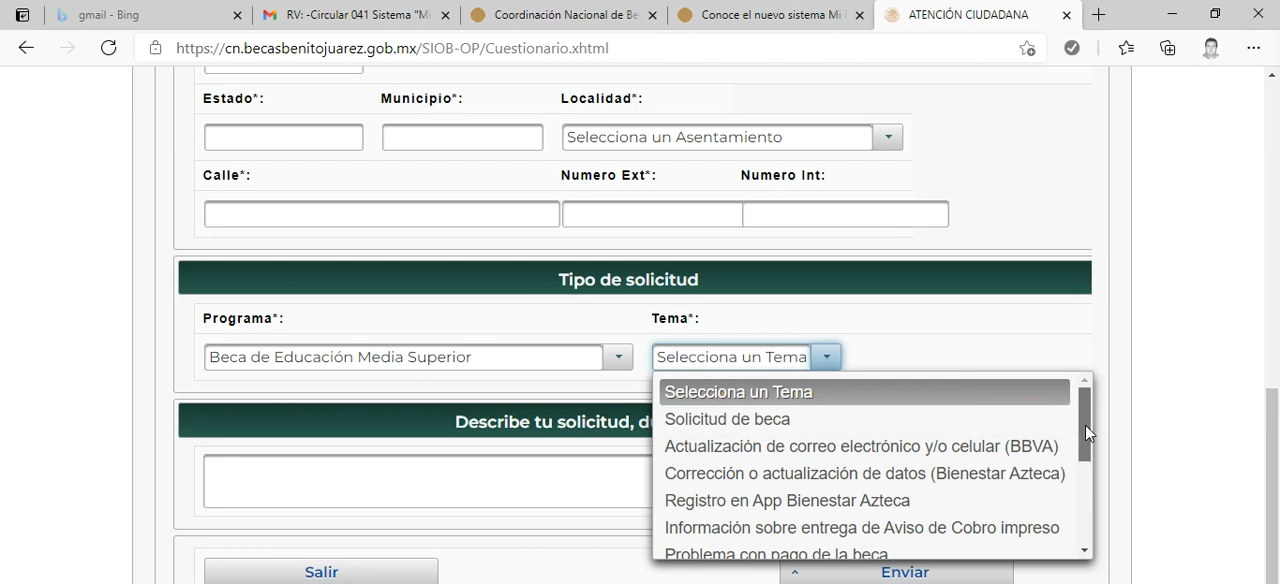 gmail - Bing
RV: -Circular 041 Sistema "Mi
Coordinación Nacional de Be
Conoce el nuevo sistema Mi
ATENCIÓN CIUDADANA
https://cn.becasbenitojuarez.gob.mx/SIOB-OP/Cuestionario.xhtml
Estado*: Municipio*: Localidad*:
Selecciona un Asentamiento
Calle*: Numero Ext*: Numero Int:
Tipo de solicitud
Programa*: Tema*:
Beca de Educación Media Superior Selecciona un Tema
Selecciona un Tema
Solicitud de beca
Describe tu solicitud, d
Actualización de correo electrónico y/o celular (BBVA)
Corrección o actualización de datos (Bienestar Azteca)
Registro en App Bienestar Azteca
Información sobre entrega de Aviso de Cobro impreso
Problema con pago de la beca
Salir Enviar